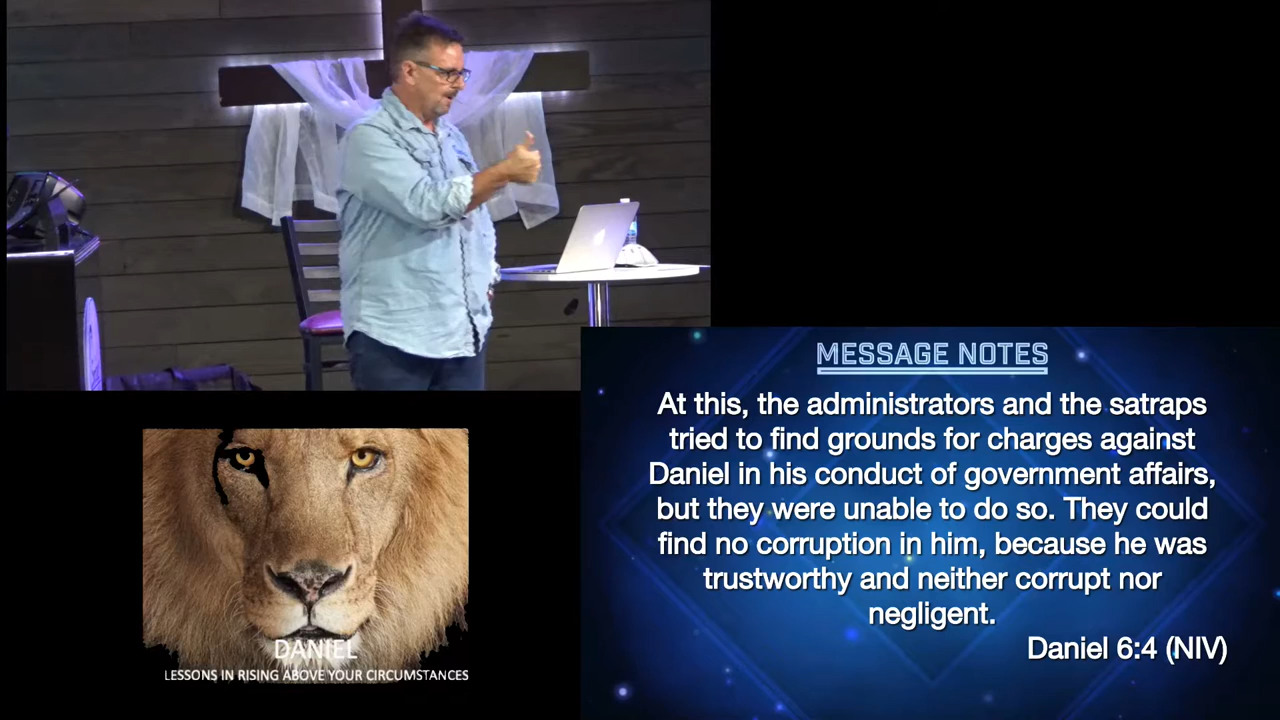 MESSAGE NOTES
At this, the administrators and the satraps
tried to find grounds for charges against
Daniel in his conduct of government affairs,
but they were unable to do so. They could
find no corruption in him, because he was
trustworthy and neither corrupt nor
negligent.
Daniel 6:4 (NIV)
DANIEL
LESSONS IN RISING ABOVE YOUR CIRCUMSTANCES